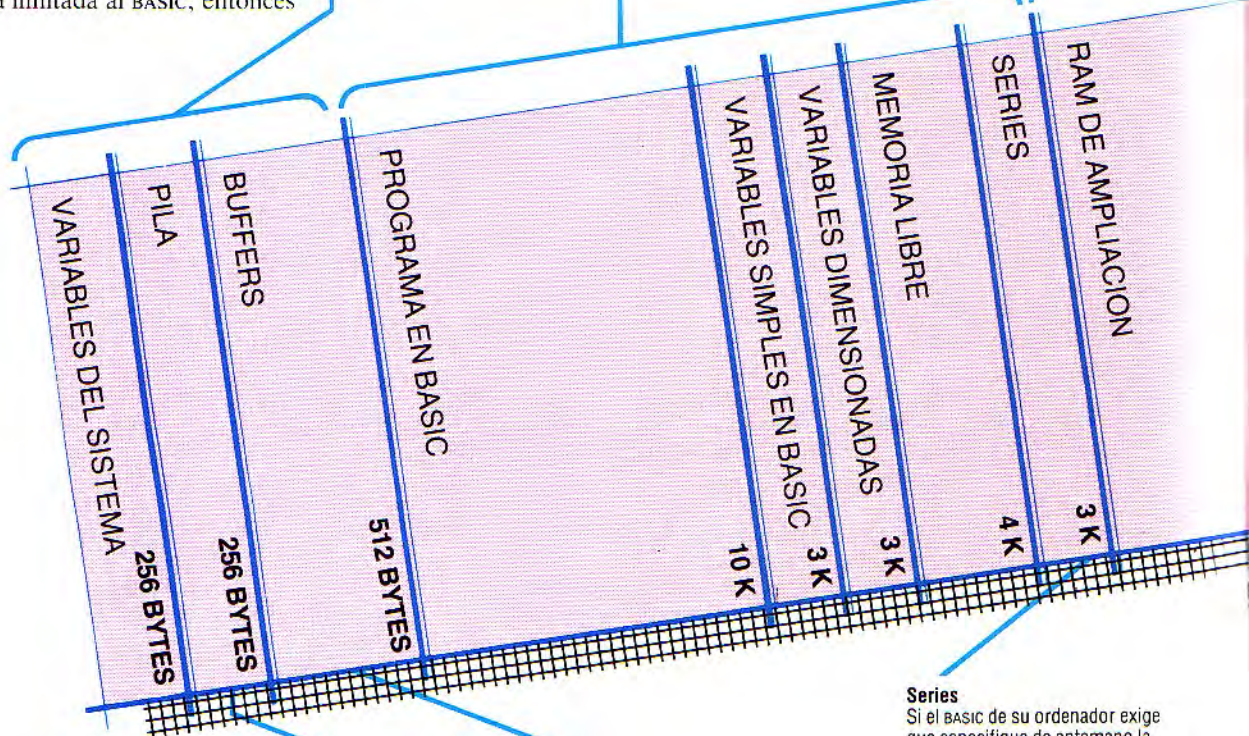 limitada al BASIC, entonces
VARIABLES DEL SISTEMA
256 BYTES
PILA
256 BYTES
BUFFERS
512 BYTES
PROGRAMA EN BASIC
10 K
VARIABLES SIMPLES EN BASIC
3 K
VARIABLES DIMENSIONADAS
3 K
MEMORIA LIBRE
4 K
SERIES
3 K
RAM DE AMPLIACION
Series
Si el BASIC de su ordenador exige